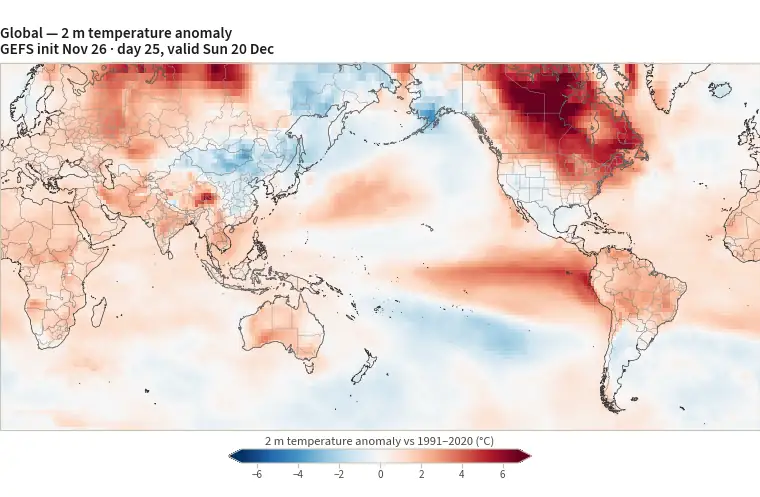 Global — 2 m temperature anomaly
GEFS init Nov 26 · day 25, valid Sun 20 Dec
2 m temperature anomaly vs 1991–2020 (°C)
−6 −4 −2 0 2 4 6